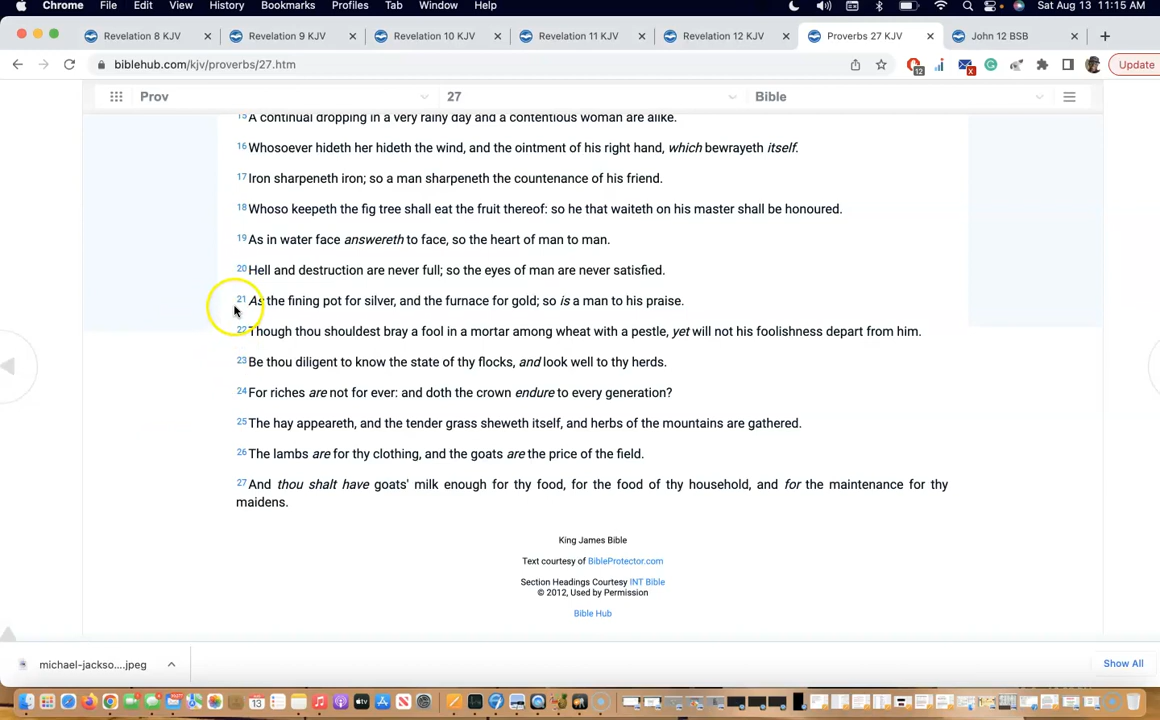 Chrome File Edit View History Bookmarks Profiles Tab Window Help Sat Aug 13 11:15 AM
Revelation 8 KJV Revelation 9 KJV Revelation 10 KJV Revelation 11 KJV Revelation 12 KJV Proverbs 27 KJV John 12 BSB
biblehub.com/kjv/proverbs/27.htm 12 x Update
Prov 27 Bible
15 A continual dropping in a very rainy day and a contentious woman are alike.
16 Whosoever hideth her hideth the wind, and the ointment of his right hand, which bewrayeth itself.
17 Iron sharpeneth iron; so a man sharpeneth the countenance of his friend.
18 Whoso keepeth the fig tree shall eat the fruit thereof: so he that waiteth on his master shall be honoured.
19 As in water face answereth to face, so the heart of man to man.
20 Hell and destruction are never full; so the eyes of man are never satisfied.
21 As the fining pot for silver, and the furnace for gold; so is a man to his praise.
22 Though thou shouldest bray a fool in a mortar among wheat with a pestle, yet will not his foolishness depart from him.
23 Be thou diligent to know the state of thy flocks, and look well to thy herds.
24 For riches are not for ever: and doth the crown endure to every generation?
25 The hay appeareth, and the tender grass sheweth itself, and herbs of the mountains are gathered.
26 The lambs are for thy clothing, and the goats are the price of the field.
27 And thou shalt have goats' milk enough for thy food, for the food of thy household, and for the maintenance for thy
maidens.
King James Bible
Text courtesy of BibleProtector.com
Section Headings Courtesy INT Bible
© 2012, Used by Permission
Bible Hub
michael-jackso....jpeg Show All